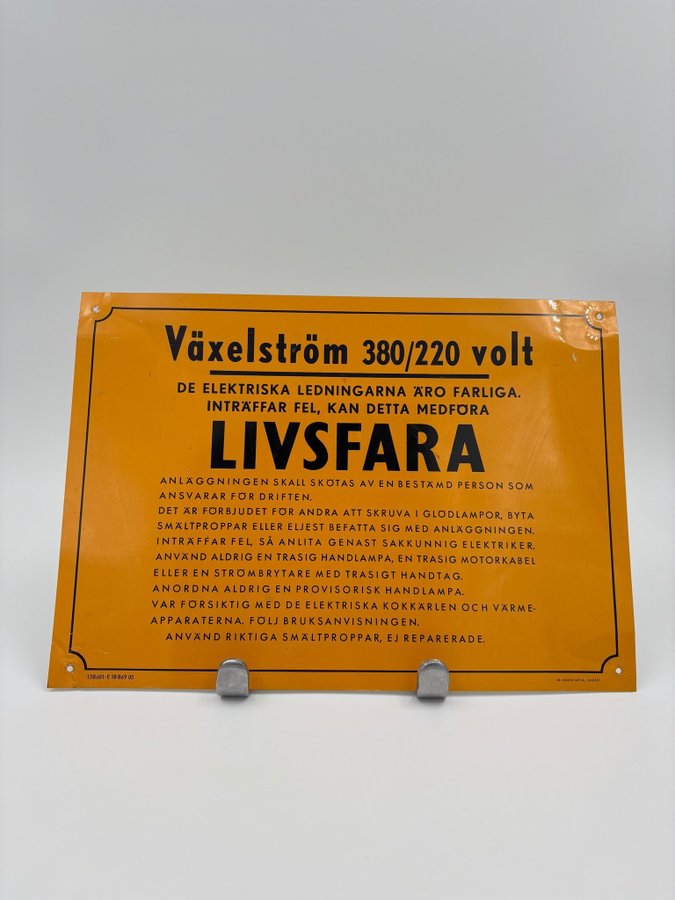 Växelström 380/220 volt
DE ELEKTRISKA LEDNINGARNA ÄRO FARLIGA.
INTRÄFFAR FEL, KAN DETTA MEDFÖRA
LIVSFARA
ANLÄGGNINGEN SKALL SKÖTAS AV EN BESTÄMD PERSON SOM
ANSVARAR FÖR DRIFTEN.
DET ÄR FÖRBJUDET FÖR ANDRA ATT SKRUVA I GLÖDLAMPOR, BYTA
SMÄLTPROPPAR ELLER ELJEST BEFATTA SIG MED ANLÄGGNINGEN.
INTRÄFFAR FEL, SÅ ANLITA GENAST SAKKUNNIG ELEKTRIKER.
ANVÄND ALDRIG EN TRASIG HANDLAMPA, EN TRASIG MOTORKABEL
ELLER EN STRÖMBRYTARE MED TRASIGT HANDTAG.
ANORDNA ALDRIG EN PROVISORISK HANDLAMPA.
VAR FÖRSIKTIG MED DE ELEKTRISKA KOKKÄRLEN OCH VÄRME-
APPARATERNA. FÖLJ BRUKSANVISNINGEN.
ANVÄND RIKTIGA SMÄLTPROPPAR, EJ REPARERADE.
128601-E 18 869 05